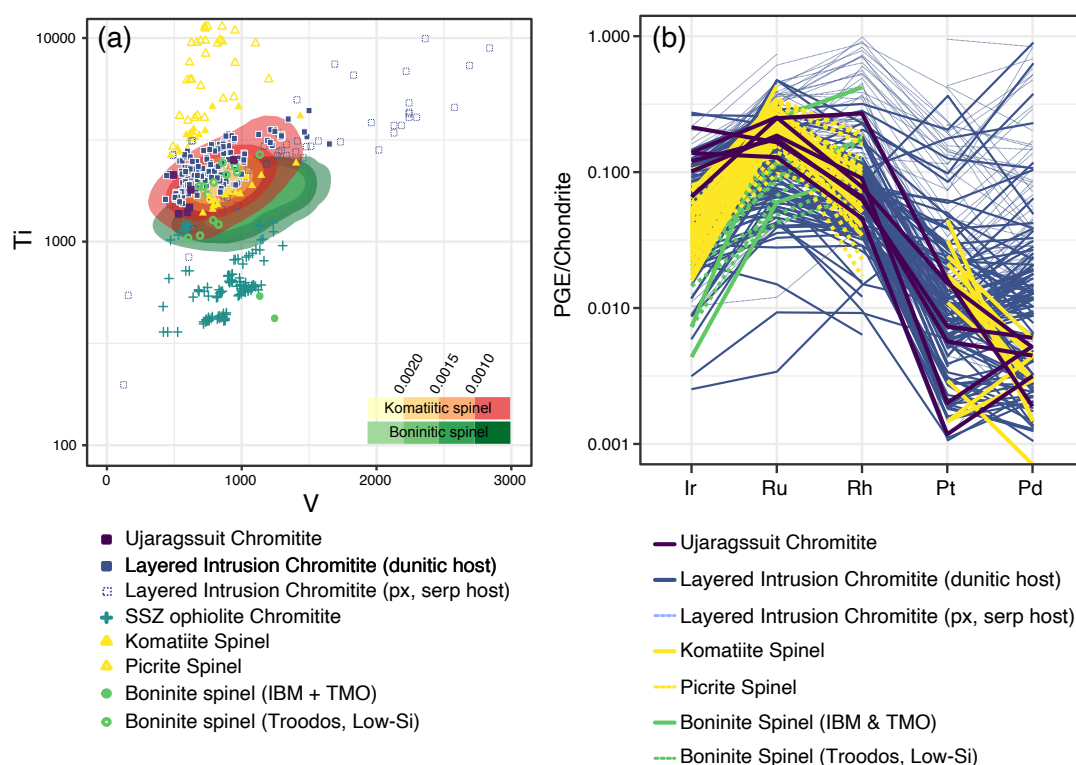 (a)
10000
1000
100
Ti
0.0020
0.0015
0.0010
Komatiitic spinel
Boninitic spinel
0
1000
2000
3000
V
Ujaragssuit Chromitite
Layered Intrusion Chromitite (dunitic host)
Layered Intrusion Chromitite (px, serp host)
SSZ ophiolite Chromitite
Komatiite Spinel
Picrite Spinel
Boninite spinel (IBM + TMO)
Boninite spinel (Troodos, Low-Si)
(b)
1.000
0.100
0.010
0.001
PGE/Chondrite
Ir
Ru
Rh
Pt
Pd
Ujaragssuit Chromitite
Layered Intrusion Chromitite (dunitic host)
Layered Intrusion Chromitite (px, serp host)
Komatiite Spinel
Picrite Spinel
Boninite Spinel (IBM & TMO)
Boninite Spinel (Troodos, Low-Si)